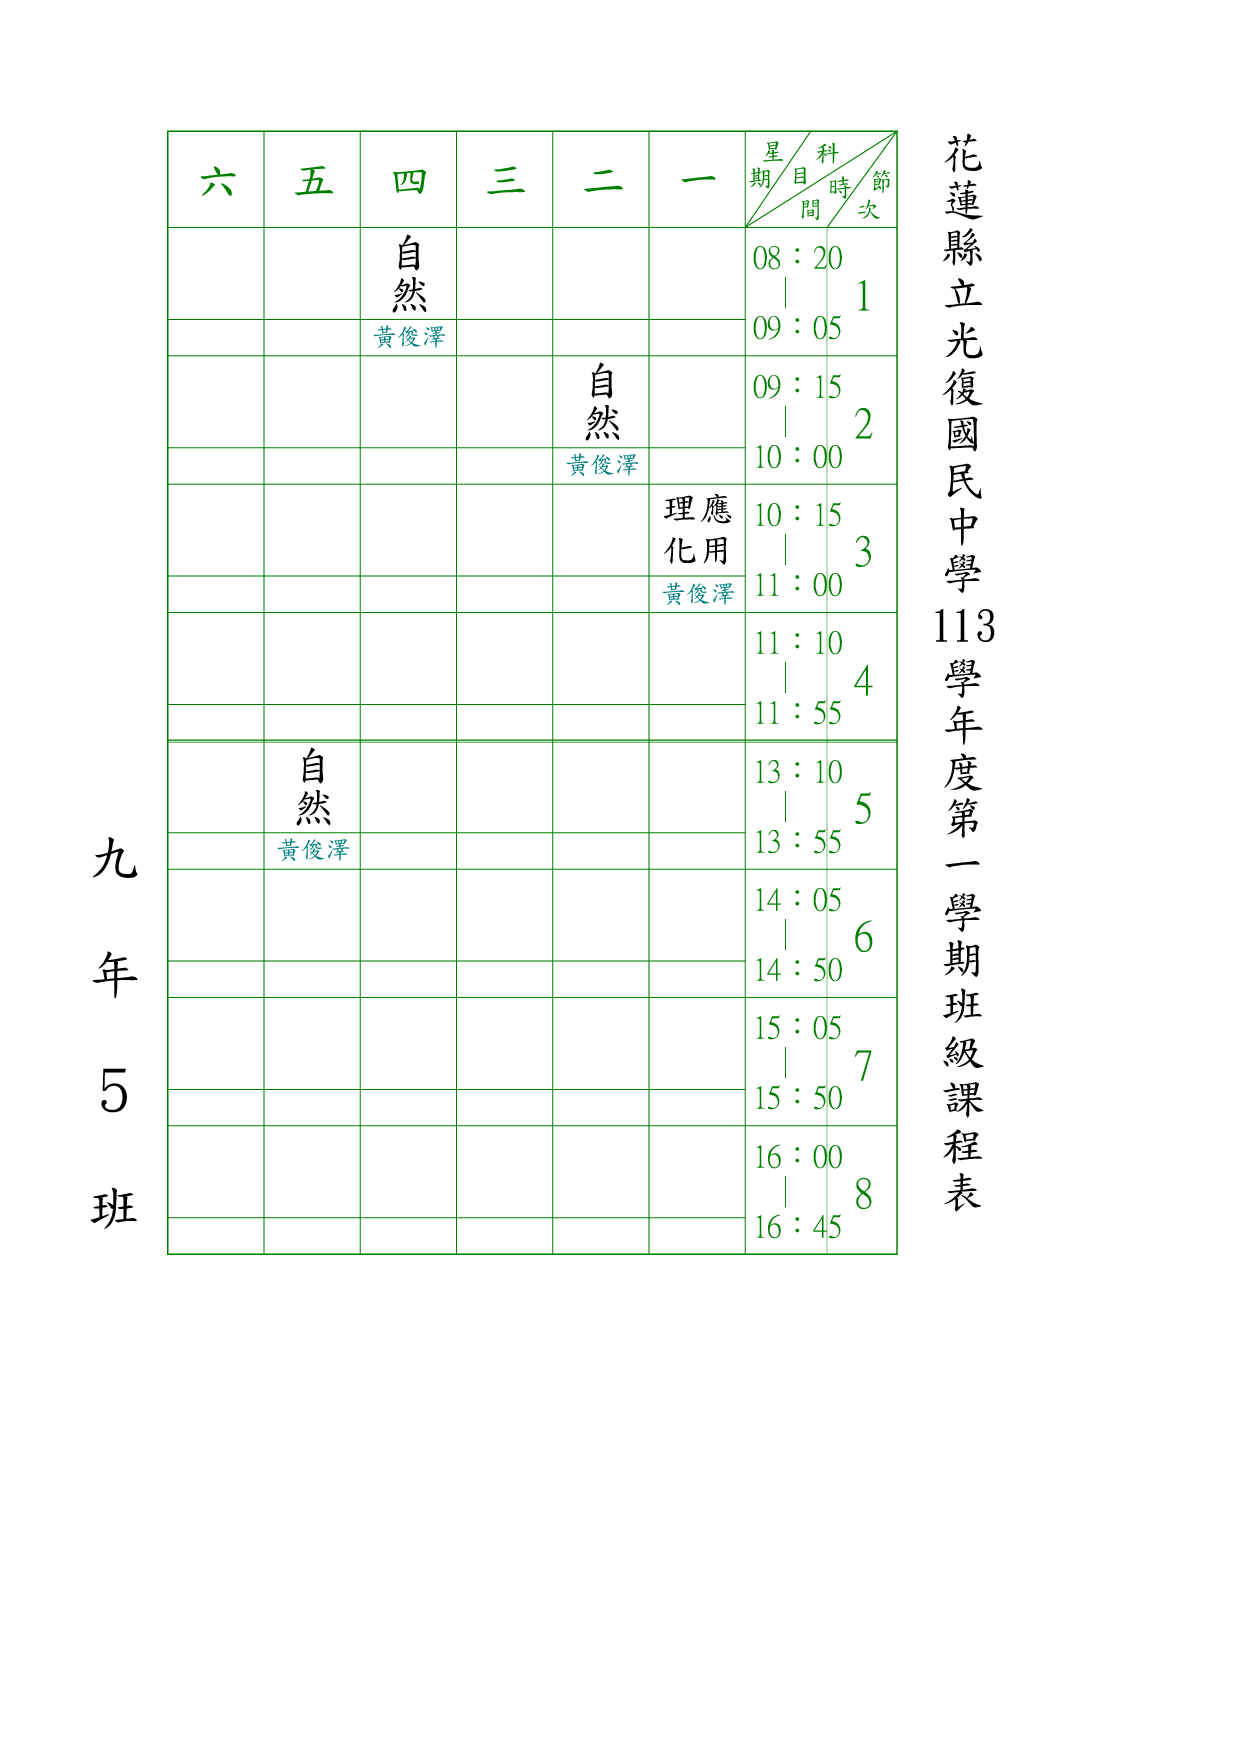 花蓮縣立光復國民中學113學年度第一學期班級課程表
星期 科目 時間 節次
一 二 三 四 五 六
08：20｜09：05 1
自然
黃俊澤
09：15｜10：00 2
自然
黃俊澤
10：15｜11：00 3
應用理化
黃俊澤
11：10｜11：55 4
13：10｜13：55 5
自然
黃俊澤
14：05｜14：50 6
15：05｜15：50 7
16：00｜16：45 8
九年5班